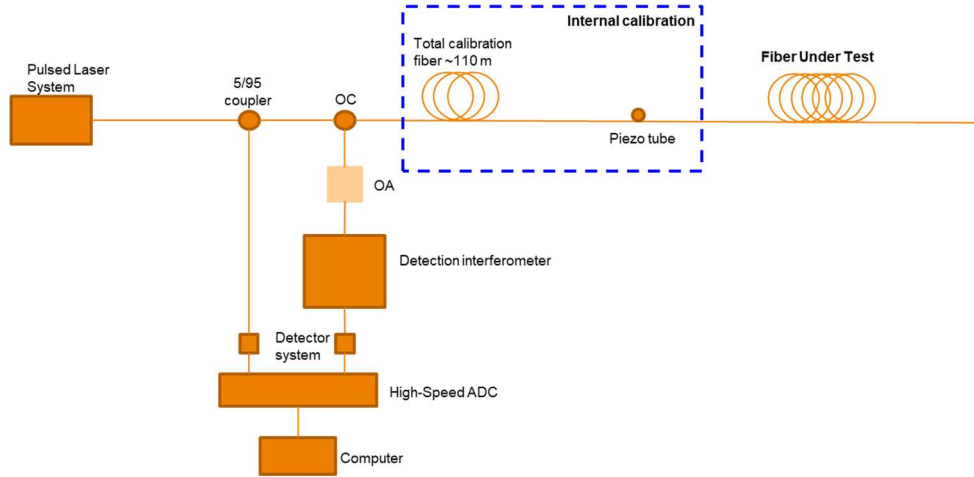 Internal calibration
Total calibration
fiber ~110 m
Fiber Under Test
Pulsed Laser
System
5/95
coupler
OC
Piezo tube
OA
Detection interferometer
Detector
system
High-Speed ADC
Computer